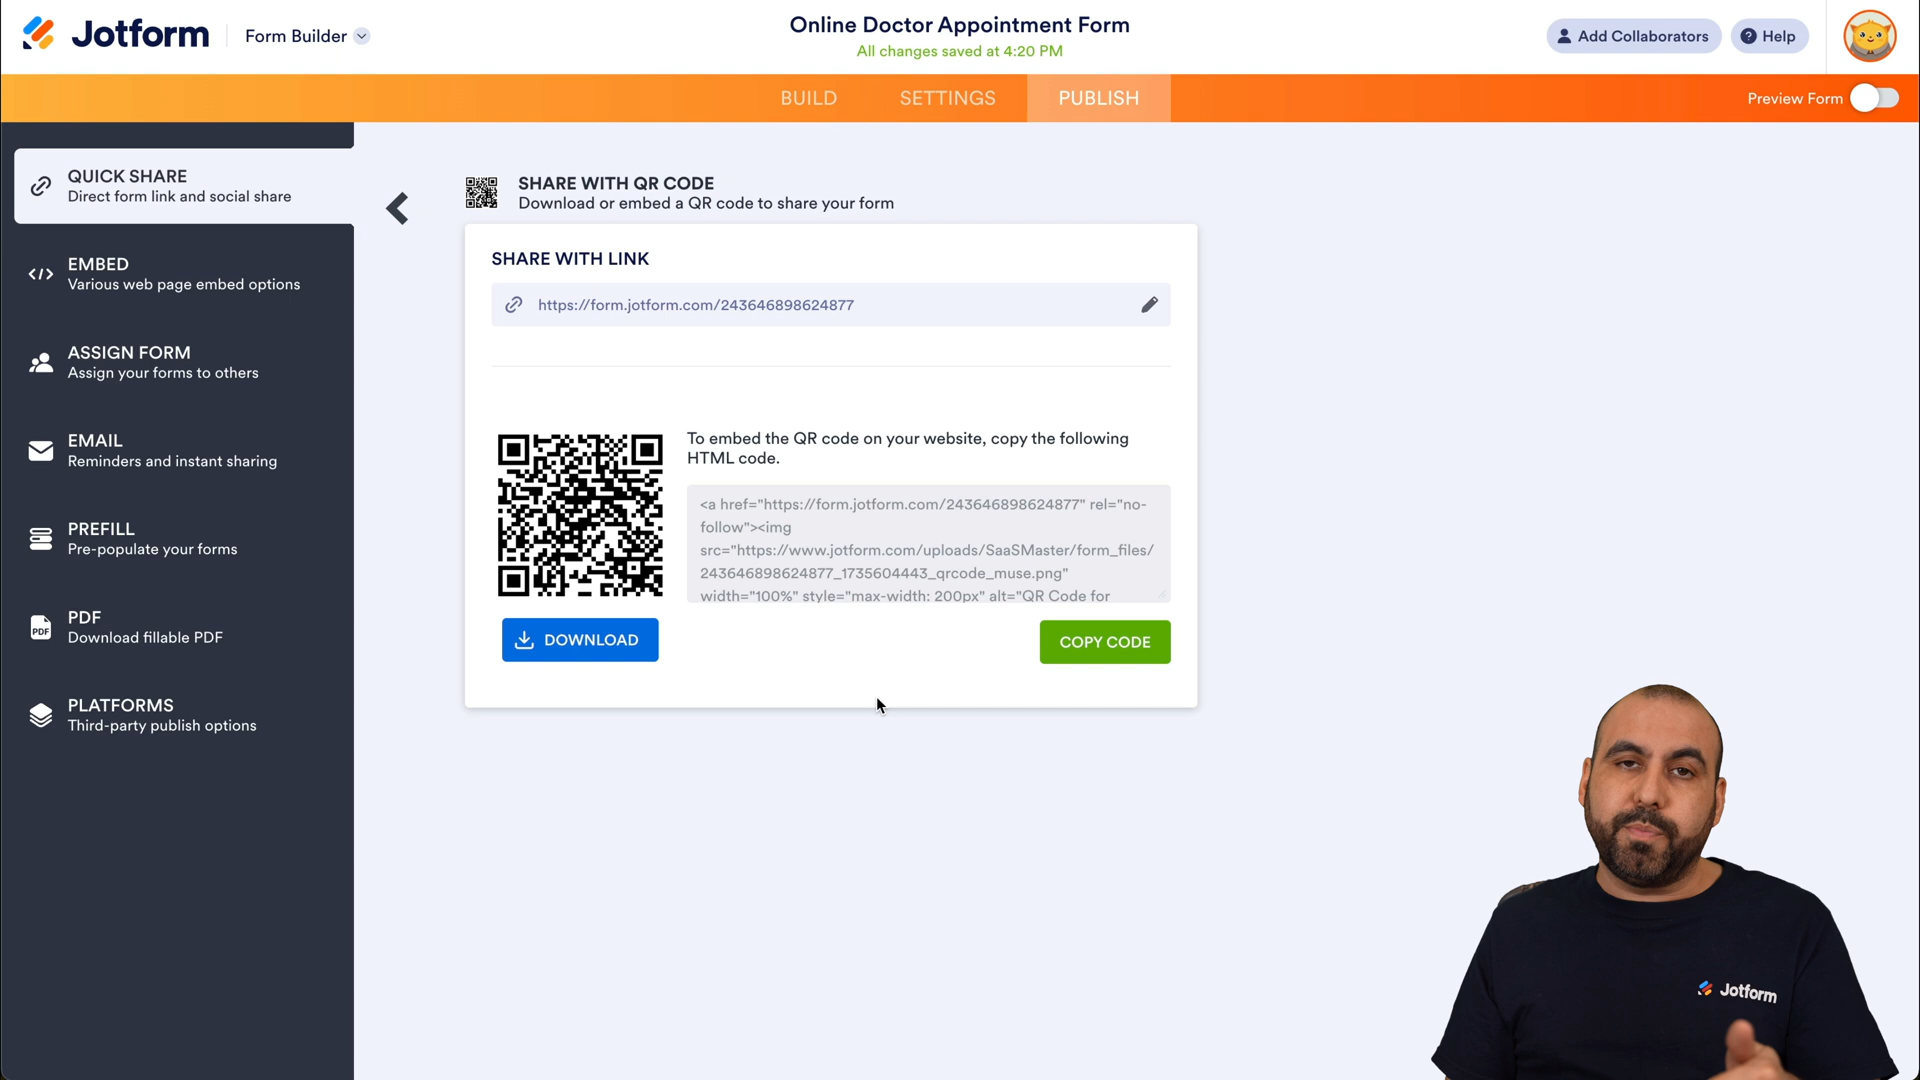 Jotform
Form Builder
Online Doctor Appointment Form
All changes saved at 4:20 PM
Add Collaborators
Help
BUILD
SETTINGS
PUBLISH
Preview Form
QUICK SHARE
Direct form link and social share
EMBED
Various web page embed options
ASSIGN FORM
Assign your forms to others
EMAIL
Reminders and instant sharing
PREFILL
Pre-populate your forms
PDF
PDF
Download fillable PDF
PLATFORMS
Third-party publish options
SHARE WITH QR CODE
Download or embed a QR code to share your form
SHARE WITH LINK
https://form.jotform.com/243646898624877
To embed the QR code on your website, copy the following
HTML code.
<a href="https://form.jotform.com/243646898624877" rel="no-
follow"><img
src="https://www.jotform.com/uploads/SaaSMaster/form_files/
243646898624877_1735604443_qrcode_muse.png"
width="100%" style="max-width: 200px" alt="QR Code for
DOWNLOAD
COPY CODE
Jotform